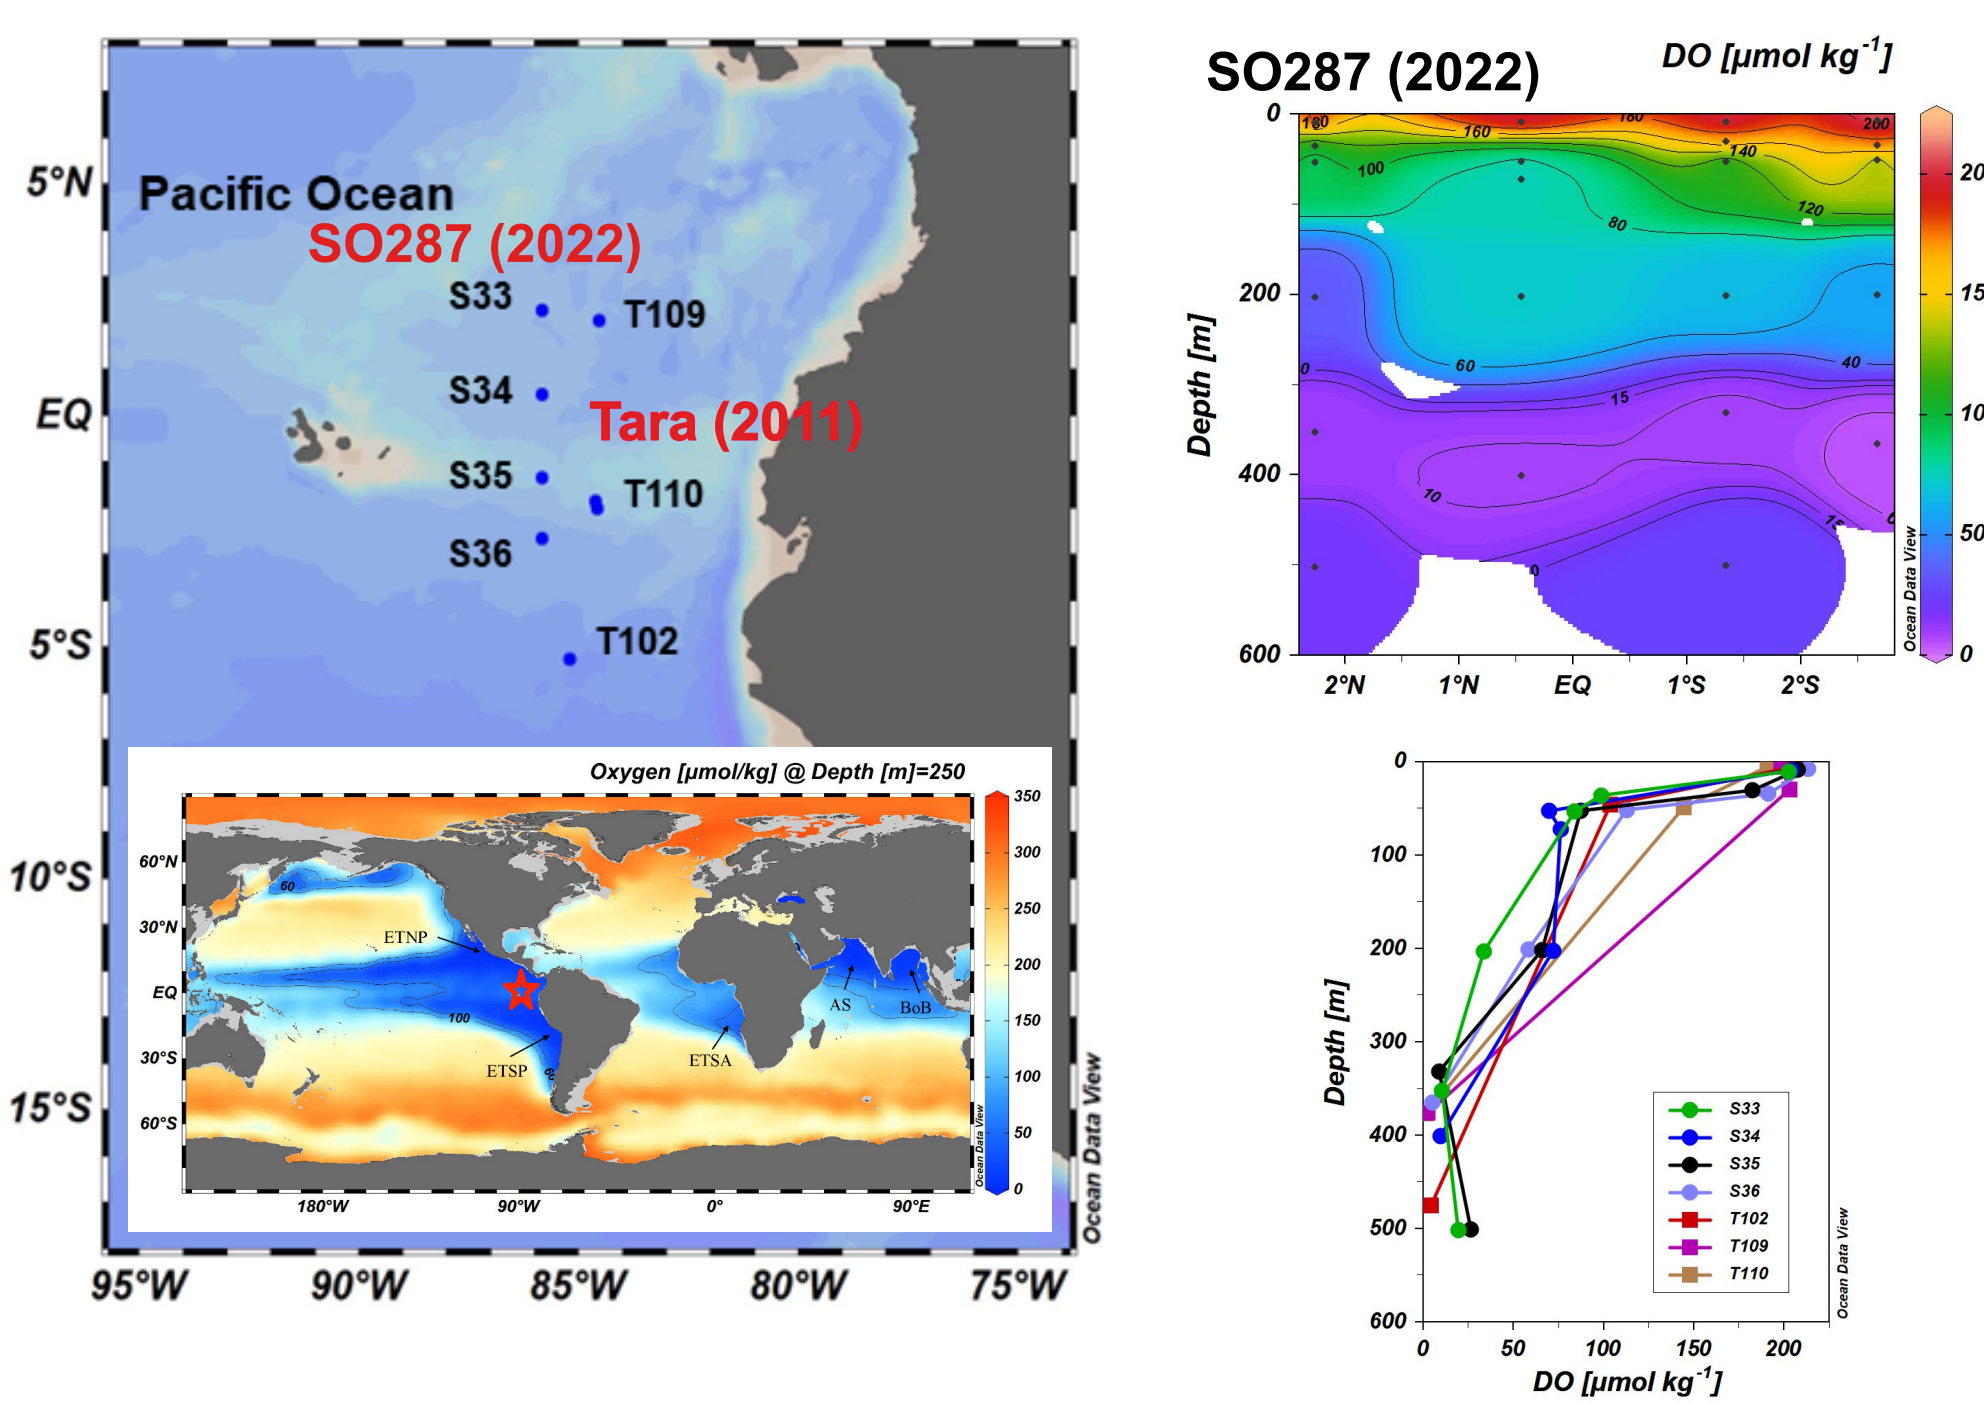 5°N
EQ
5°S
10°S
15°S
95°W
90°W
85°W
80°W
75°W
Pacific Ocean
SO287 (2022)
S33
T109
S34
Tara (2011)
S35
T110
S36
T102
Ocean Data View
Oxygen [µmol/kg] @ Depth [m]=250
350
300
250
200
150
100
50
0
60°N
30°N
EQ
30°S
60°S
180°W
90°W
0°
90°E
60
ETNP
100
ETSP
60
ETSA
AS
BoB
Ocean Data View
SO287 (2022)
DO [µmol kg-1]
0
200
400
600
Depth [m]
2°N
1°N
EQ
1°S
2°S
160
180
200
140
100
120
80
60
40
0
15
10
15
0
Ocean Data View
20
15
10
50
0
0
100
200
300
400
500
600
Depth [m]
S33
S34
S35
S36
T102
T109
T110
0
50
100
150
200
DO [µmol kg-1]
Ocean Data View